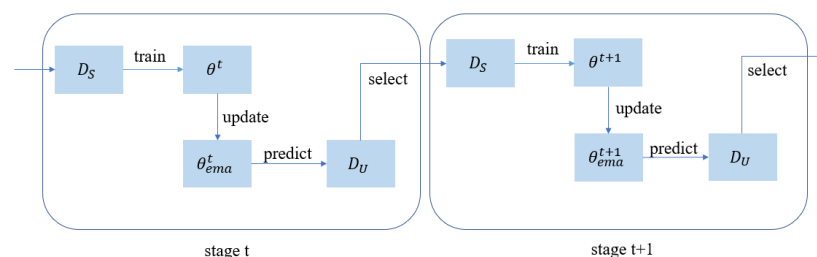 D_S
train
θ^t
update
θ^t_ema
predict
D_U
select
stage t
D_S
train
θ^{t+1}
update
θ^{t+1}_ema
predict
D_U
select
stage t+1